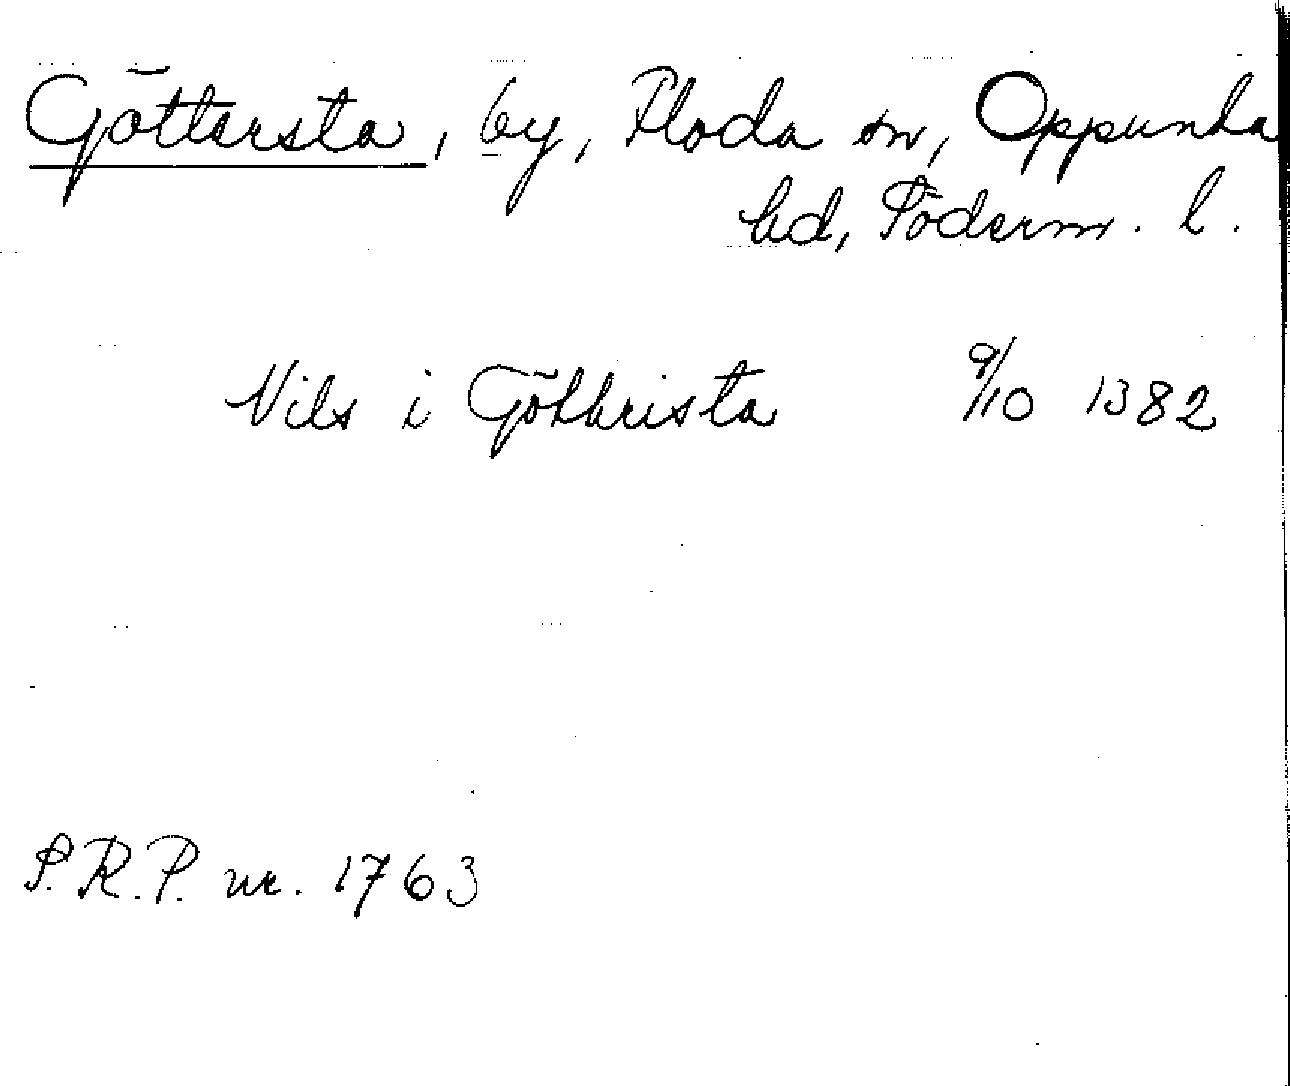 Göttersta, by, Floda sn, Oppunda
hd, Söderm. l.
Nils i Göthrista 9/10 1382
S.R.P. nr. 1763